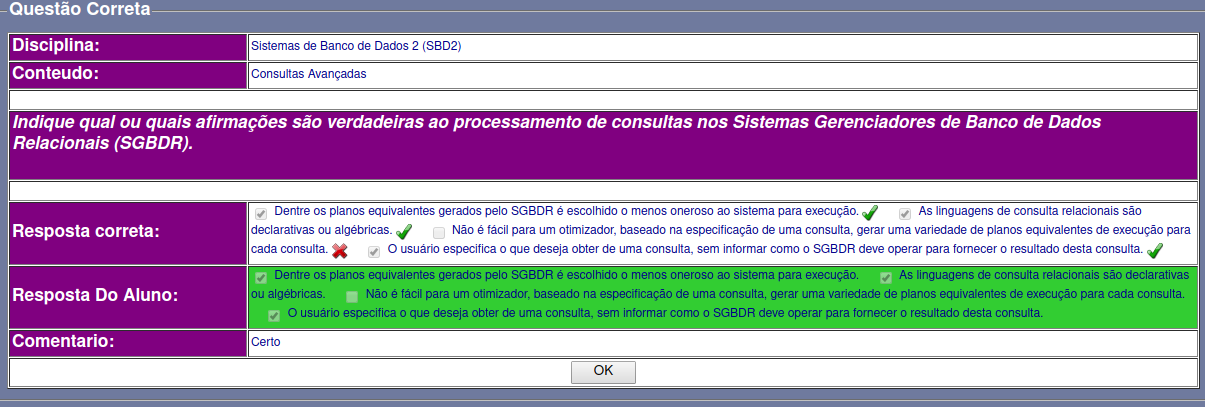 Questão Correta
Disciplina:
Sistemas de Banco de Dados 2 (SBD2)
Conteudo:
Consultas Avançadas
Indique qual ou quais afirmações são verdadeiras ao processamento de consultas nos Sistemas Gerenciadores de Banco de Dados
Relacionais (SGBDR).
Resposta correta:
Dentre os planos equivalentes gerados pelo SGBDR é escolhido o menos oneroso ao sistema para execução. As linguagens de consulta relacionais são
declarativas ou algébricas. Não é fácil para um otimizador, baseado na especificação de uma consulta, gerar uma variedade de planos equivalentes de execução para
cada consulta. O usuário especifica o que deseja obter de uma consulta, sem informar como o SGBDR deve operar para fornecer o resultado desta consulta.
Resposta Do Aluno:
Dentre os planos equivalentes gerados pelo SGBDR é escolhido o menos oneroso ao sistema para execução. As linguagens de consulta relacionais são declarativas
ou algébricas. Não é fácil para um otimizador, baseado na especificação de uma consulta, gerar uma variedade de planos equivalentes de execução para cada consulta.
O usuário especifica o que deseja obter de uma consulta, sem informar como o SGBDR deve operar para fornecer o resultado desta consulta.
Comentario:
Certo
OK